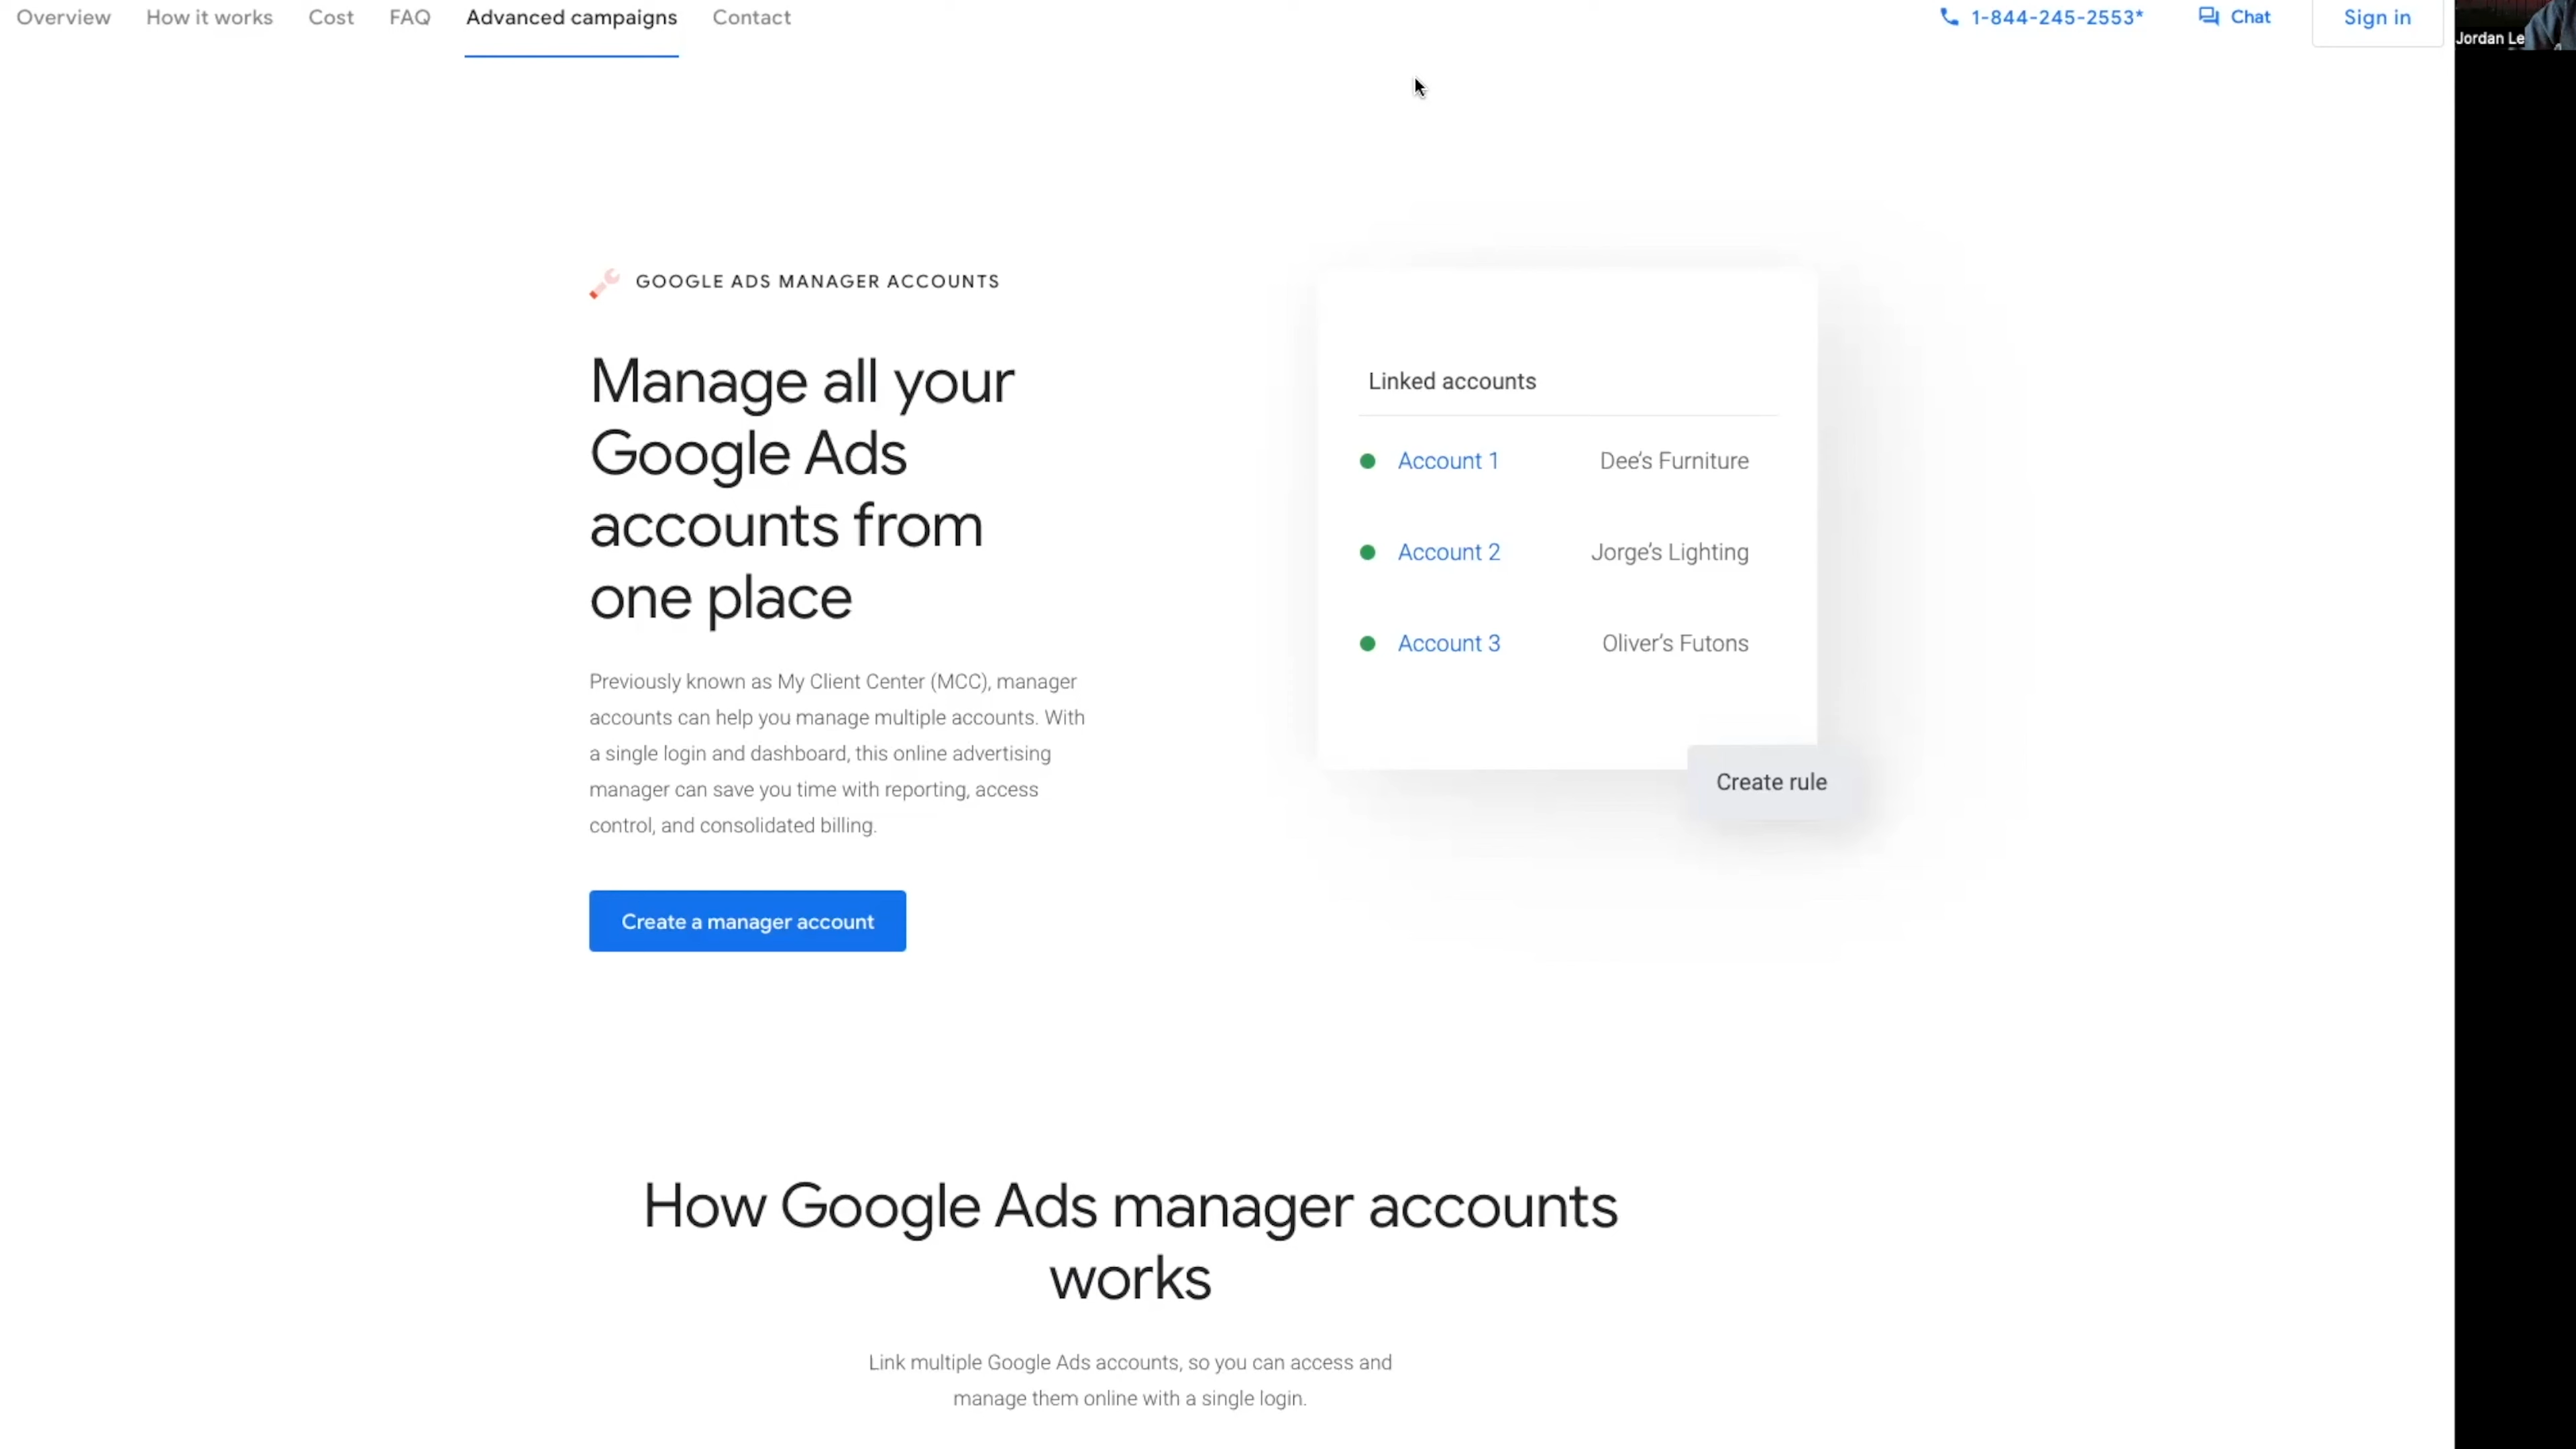 Overview How it works Cost FAQ Advanced campaigns Contact 1-844-245-2553* Chat Sign in
Jordan Le
GOOGLE ADS MANAGER ACCOUNTS
Manage all your
Google Ads
accounts from
one place
Previously known as My Client Center (MCC), manager
accounts can help you manage multiple accounts. With
a single login and dashboard, this online advertising
manager can save you time with reporting, access
control, and consolidated billing.
Create a manager account
Linked accounts
Account 1 Dee's Furniture
Account 2 Jorge's Lighting
Account 3 Oliver's Futons
Create rule
How Google Ads manager accounts
works
Link multiple Google Ads accounts, so you can access and
manage them online with a single login.